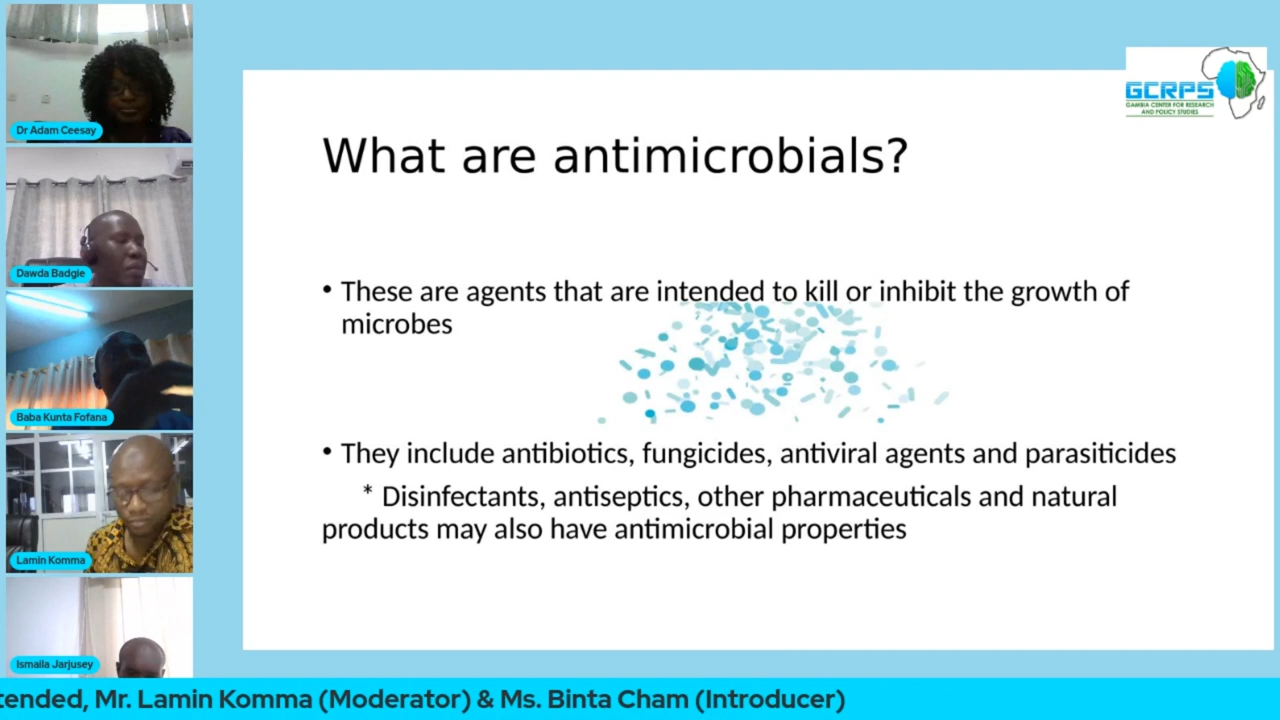 Dr Adam Ceesay
Dawda Badgie
Baba Kunta Fofana
Lamin Komma
Ismaila Jarjusey
GCRPS
GAMBIA CENTER FOR RESEARCH
AND POLICY STUDIES
What are antimicrobials?
• These are agents that are intended to kill or inhibit the growth of
microbes
• They include antibiotics, fungicides, antiviral agents and parasiticides
* Disinfectants, antiseptics, other pharmaceuticals and natural
products may also have antimicrobial properties
tended, Mr. Lamin Komma (Moderator) & Ms. Binta Cham (Introducer)